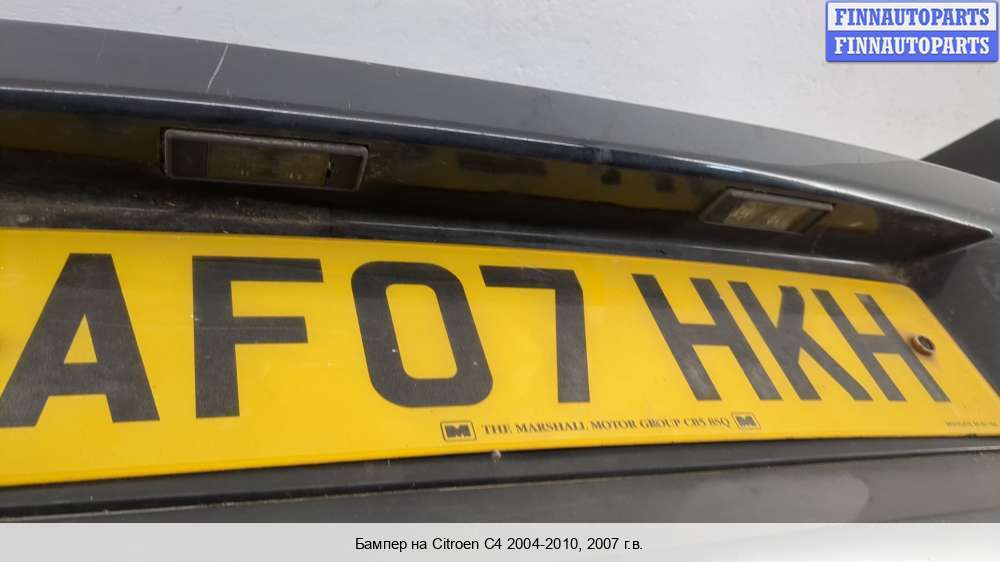 FINNAUTOPARTS
FINNAUTOPARTS
AF07 HKH
M THE MARSHALL MOTOR GROUP CB5 8SQ M
Бампер на Citroen C4 2004-2010, 2007 г.в.